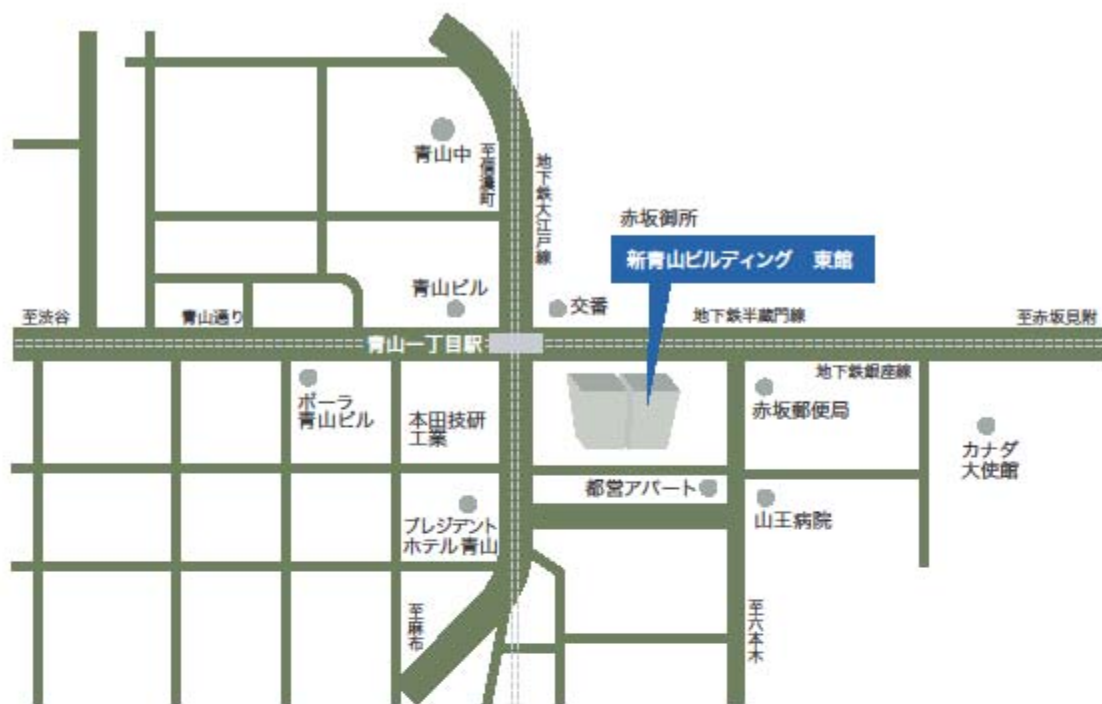 青山中
至信濃町
地下鉄大江戸線
赤坂御所
新青山ビルディング　東館
青山ビル
交番
至渋谷
青山通り
地下鉄半蔵門線
至赤坂見附
青山一丁目駅
地下鉄銀座線
ポーラ
青山ビル
本田技研
工業
赤坂郵便局
カナダ
大使館
都営アパート
プレジデント
ホテル青山
山王病院
至麻布
至六本木